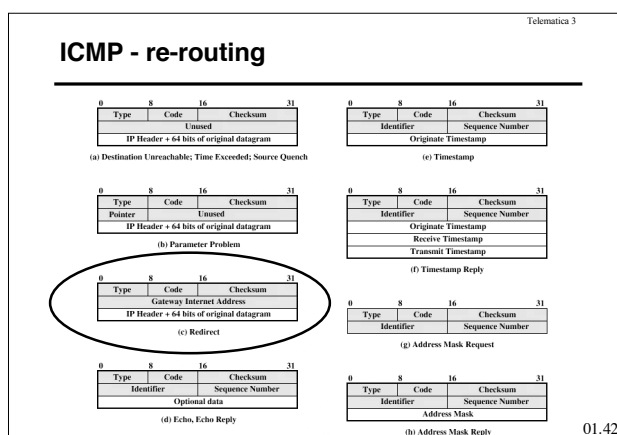 Telematica 3
ICMP - re-routing
0 8 16 31
Type Code Checksum
Unused
IP Header + 64 bits of original datagram
(a) Destination Unreachable; Time Exceeded; Source Quench
0 8 16 31
Type Code Checksum
Pointer Unused
IP Header + 64 bits of original datagram
(b) Parameter Problem
0 8 16 31
Type Code Checksum
Gateway Internet Address
IP Header + 64 bits of original datagram
(c) Redirect
0 8 16 31
Type Code Checksum
Identifier Sequence Number
Optional data
(d) Echo, Echo Reply
0 8 16 31
Type Code Checksum
Identifier Sequence Number
Originate Timestamp
(e) Timestamp
0 8 16 31
Type Code Checksum
Identifier Sequence Number
Originate Timestamp
Receive Timestamp
Transmit Timestamp
(f) Timestamp Reply
0 8 16 31
Type Code Checksum
Identifier Sequence Number
(g) Address Mask Request
0 8 16 31
Type Code Checksum
Identifier Sequence Number
Address Mask
(h) Address Mask Reply
01.42